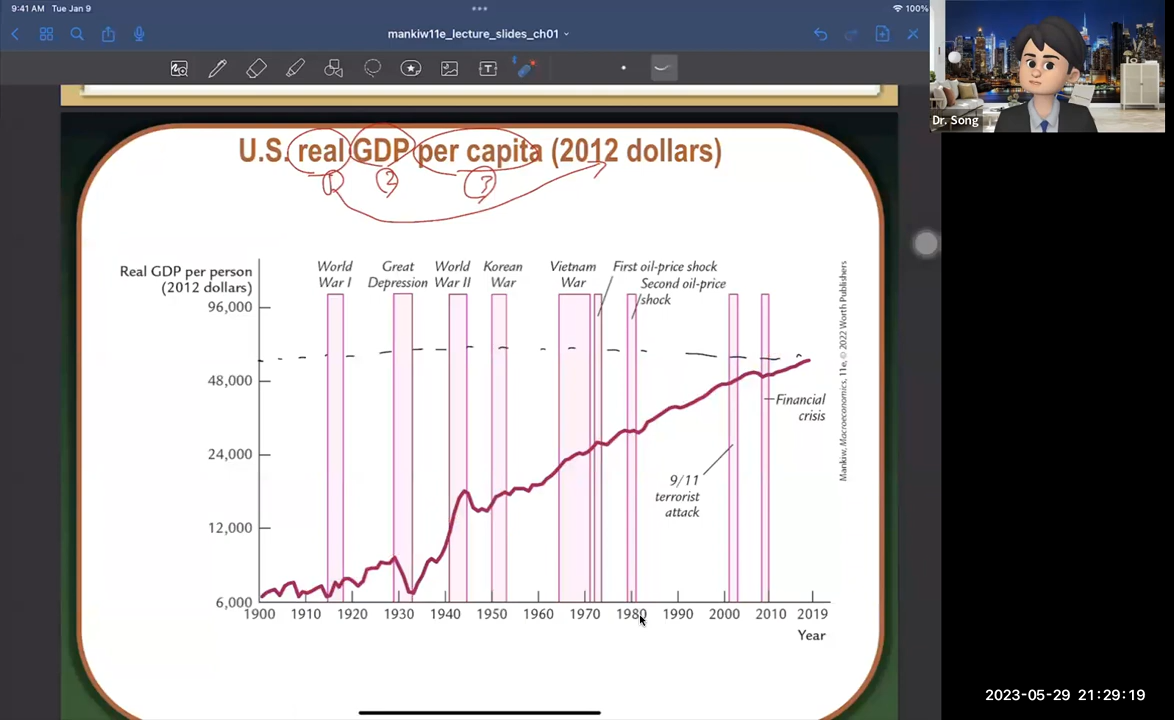 9:41 AM Tue Jan 9
100%
mankiw11e_lecture_slides_ch01
Dr. Song
U.S. real GDP per capita (2012 dollars)
1 2 3
Real GDP per person
(2012 dollars)
World
War I
Great
Depression
World
War II
Korean
War
Vietnam
War
First oil-price shock
Second oil-price
shock
96,000
48,000
24,000
12,000
6,000
Financial
crisis
9/11
terrorist
attack
1900 1910 1920 1930 1940 1950 1960 1970 1980 1990 2000 2010 2019
Year
Mankiw, Macroeconomics, 11e, © 2022 Worth Publishers
2023-05-29 21:29:19